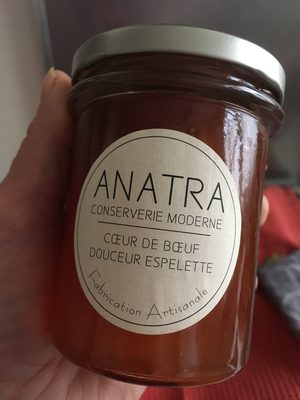 ANATRA
CONSERVERIE MODERNE
CŒUR DE BŒUF
DOUCEUR ESPELETTE
Fabrication Artisanale